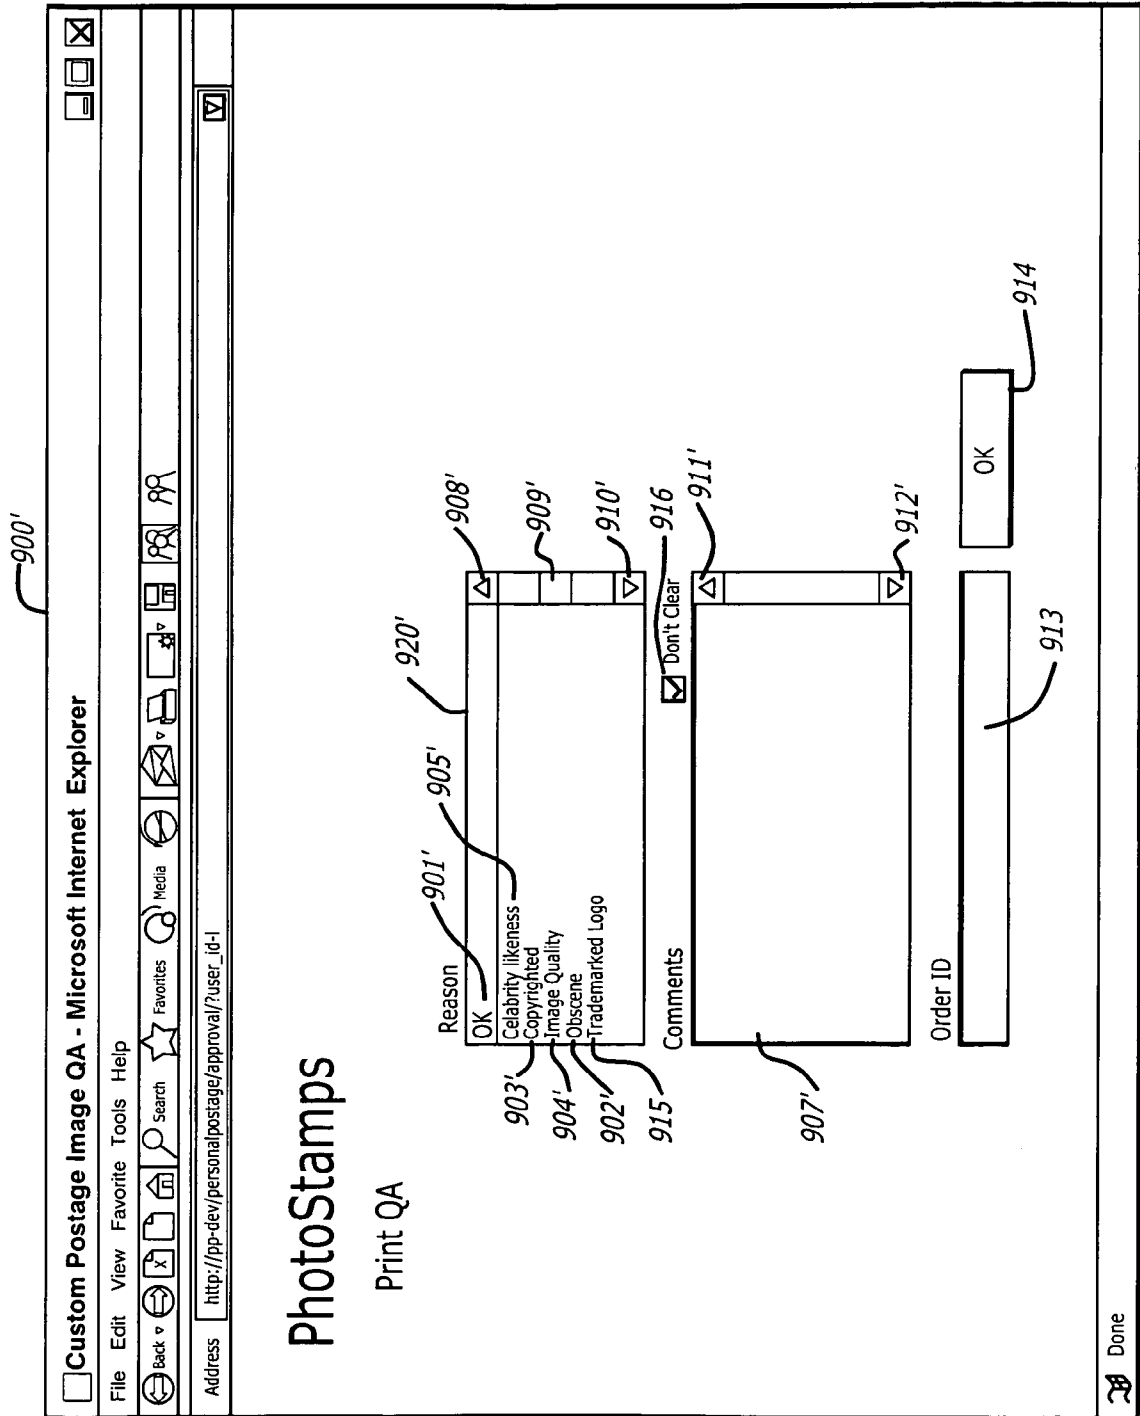 900'
Custom Postage Image QA - Microsoft Internet Explorer
File Edit View Favorite Tools Help
Back Search Favorites Media
Address http://pp-dev/personalpostage/approval/?user_id-l
PhotoStamps
Print QA
920'
901'
905'
908'
Reason
OK
Celabrity likeness
Copyrighted
Image Quality
Obscene
Trademarked Logo
903'
904'
902'
915
909'
910'
916
Comments
Don't Clear
911'
907'
912'
Order ID
OK
913
914
Done